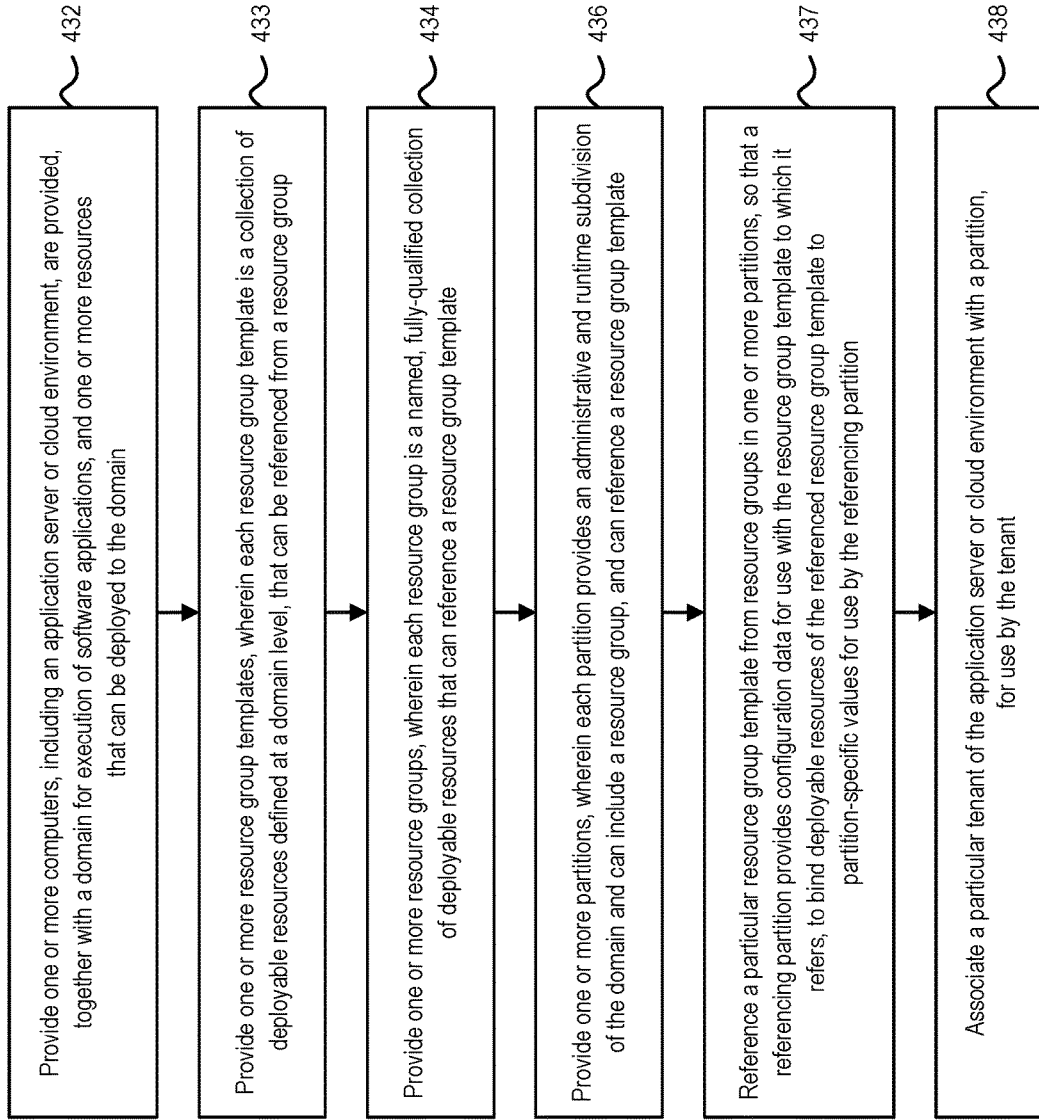 Provide one or more computers, including an application server or cloud environment, are provided,
together with a domain for execution of software applications, and one or more resources
that can be deployed to the domain
432
Provide one or more resource group templates, wherein each resource group template is a collection of
deployable resources defined at a domain level, that can be referenced from a resource group
433
Provide one or more resource groups, wherein each resource group is a named, fully-qualified collection
of deployable resources that can reference a resource group template
434
Provide one or more partitions, wherein each partition provides an administrative and runtime subdivision
of the domain and can include a resource group, and can reference a resource group template
436
Reference a particular resource group template from resource groups in one or more partitions, so that a
referencing partition provides configuration data for use with the resource group template to which it
refers, to bind deployable resources of the referenced resource group template to
partition-specific values for use by the referencing partition
437
Associate a particular tenant of the application server or cloud environment with a partition,
for use by the tenant
438